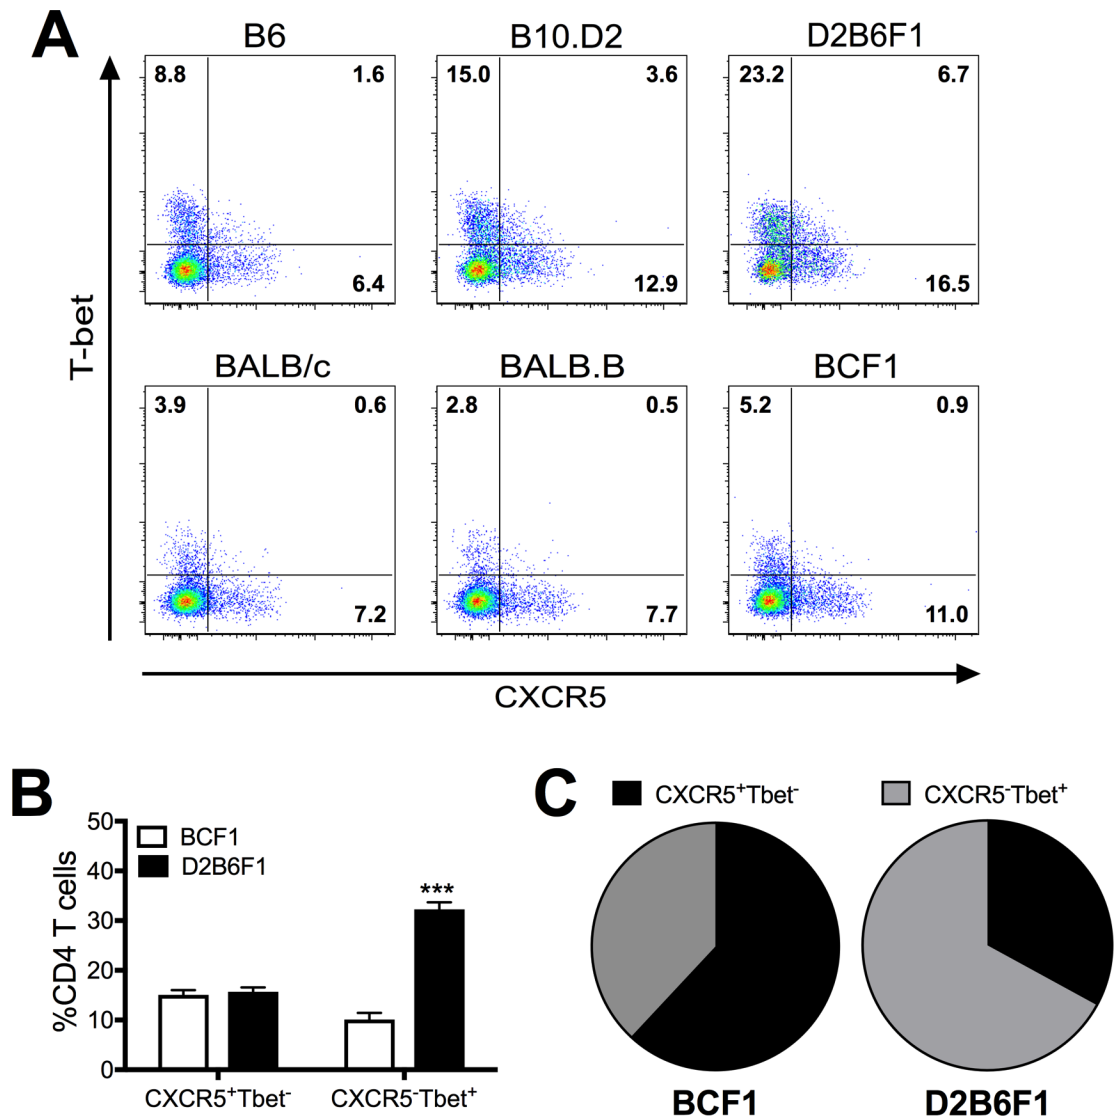 A
B6
B10.D2
D2B6F1
8.8 1.6
15.0 3.6
23.2 6.7
6.4
12.9
16.5
T-bet
BALB/c
BALB.B
BCF1
3.9 0.6
2.8 0.5
5.2 0.9
7.2
7.7
11.0
CXCR5
B
50
40
30
20
10
0
%CD4 T cells
BCF1
D2B6F1
***
CXCR5⁺Tbet⁻
CXCR5⁻Tbet⁺
C
CXCR5⁺Tbet⁻
CXCR5⁻Tbet⁺
BCF1
D2B6F1